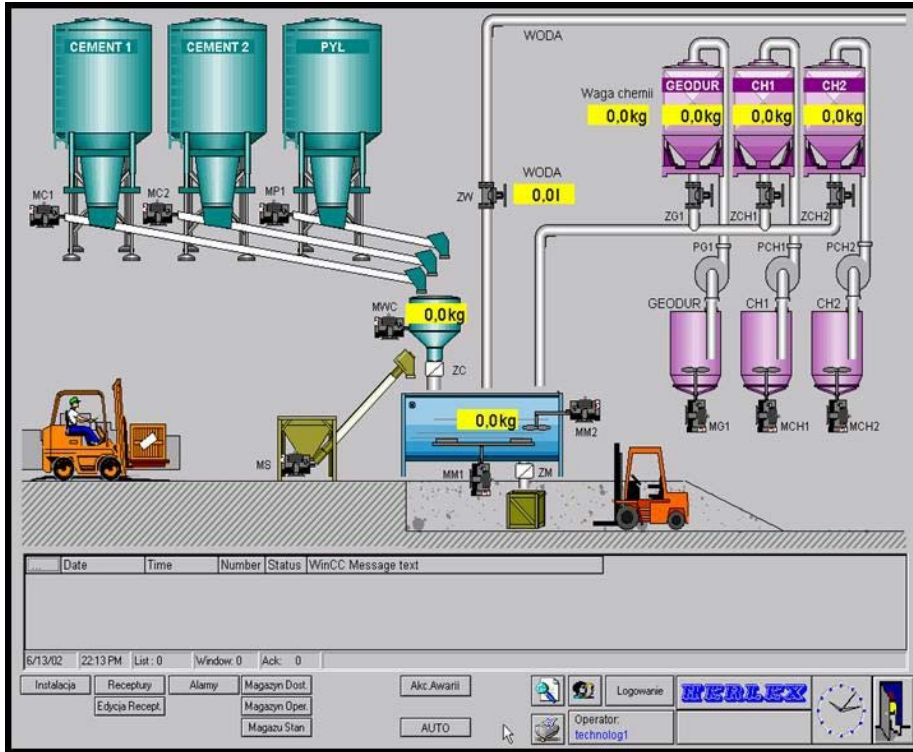 CEMENT 1
CEMENT 2
PYL
WODA
GEODUR
CH1
CH2
Waga chemii
0,0kg
0,0kg
0,0kg
0,0kg
MC1
MC2
MP1
WODA
ZW
0,0l
ZG1
ZCH1
ZCH2
PG1
PCH1
PCH2
MWC
0,0kg
GEODUR
CH1
CH2
ZC
0,0kg
MM2
MG1
MCH1
MCH2
MS
MM1
ZM
... Date Time Number Status WinCC Message text
6/13/02 22:13 PM List : 0 Window: 0 Ack: 0
Instalacja Receptury Alarmy Magazyn Dost. Akc.Awarii Logowanie HERLEX
Edycja Recept. Magazyn Oper.
Magazu Stan AUTO Operator:
technolog1